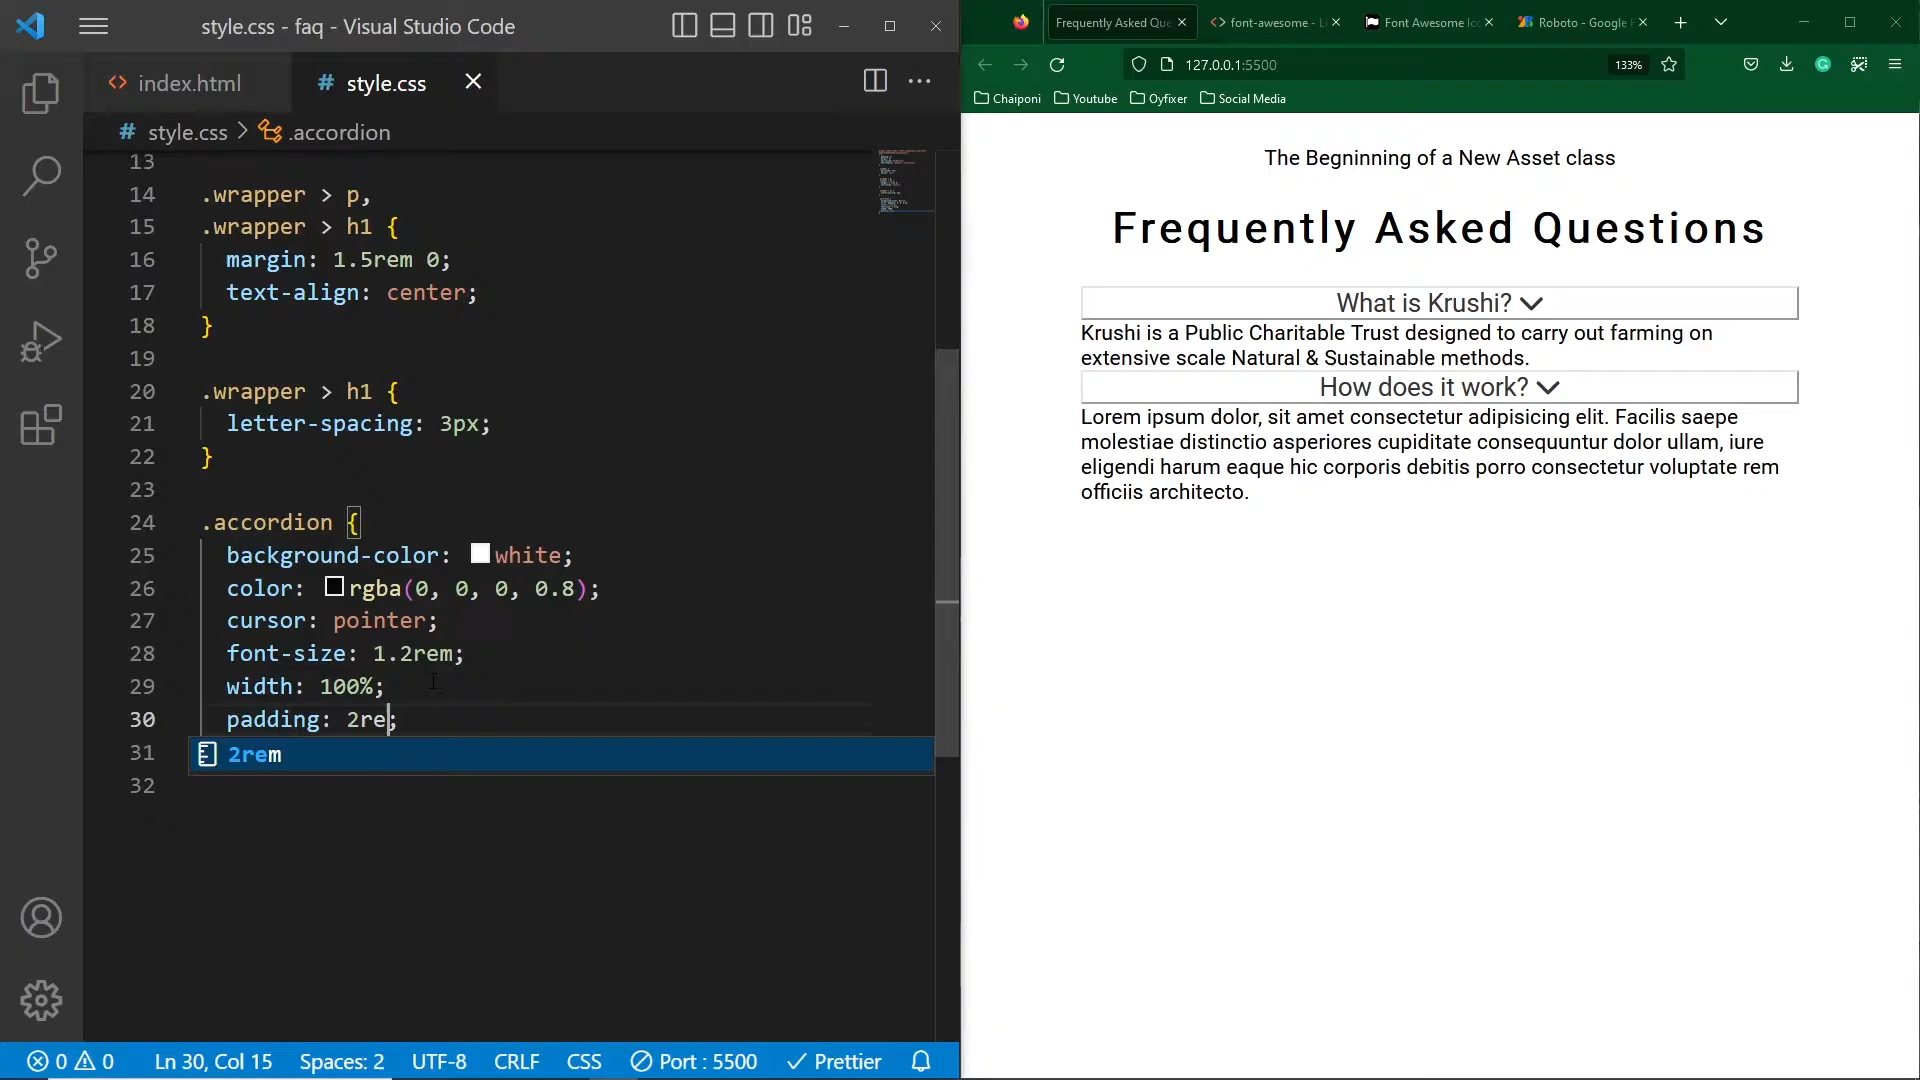 style.css - faq - Visual Studio Code
index.html
# style.css
# style.css > .accordion
13
14 .wrapper > p,
15 .wrapper > h1 {
16 margin: 1.5rem 0;
17 text-align: center;
18 }
19
20 .wrapper > h1 {
21 letter-spacing: 3px;
22 }
23
24 .accordion {
25 background-color: white;
26 color: rgba(0, 0, 0, 0.8);
27 cursor: pointer;
28 font-size: 1.2rem;
29 width: 100%;
30 padding: 2re;
31 2rem
32
0 0 Ln 30, Col 15 Spaces: 2 UTF-8 CRLF CSS Port : 5500 Prettier
Frequently Asked Que
font-awesome - Li
Font Awesome Ico
Roboto - Google F
127.0.0.1:5500
133%
Chaiponi Youtube Oyfixer Social Media
The Begninning of a New Asset class
Frequently Asked Questions
What is Krushi?
Krushi is a Public Charitable Trust designed to carry out farming on
extensive scale Natural & Sustainable methods.
How does it work?
Lorem ipsum dolor, sit amet consectetur adipisicing elit. Facilis saepe
molestiae distinctio asperiores cupiditate consequuntur dolor ullam, iure
eligendi harum eaque hic corporis debitis porro consectetur voluptate rem
officiis architecto.